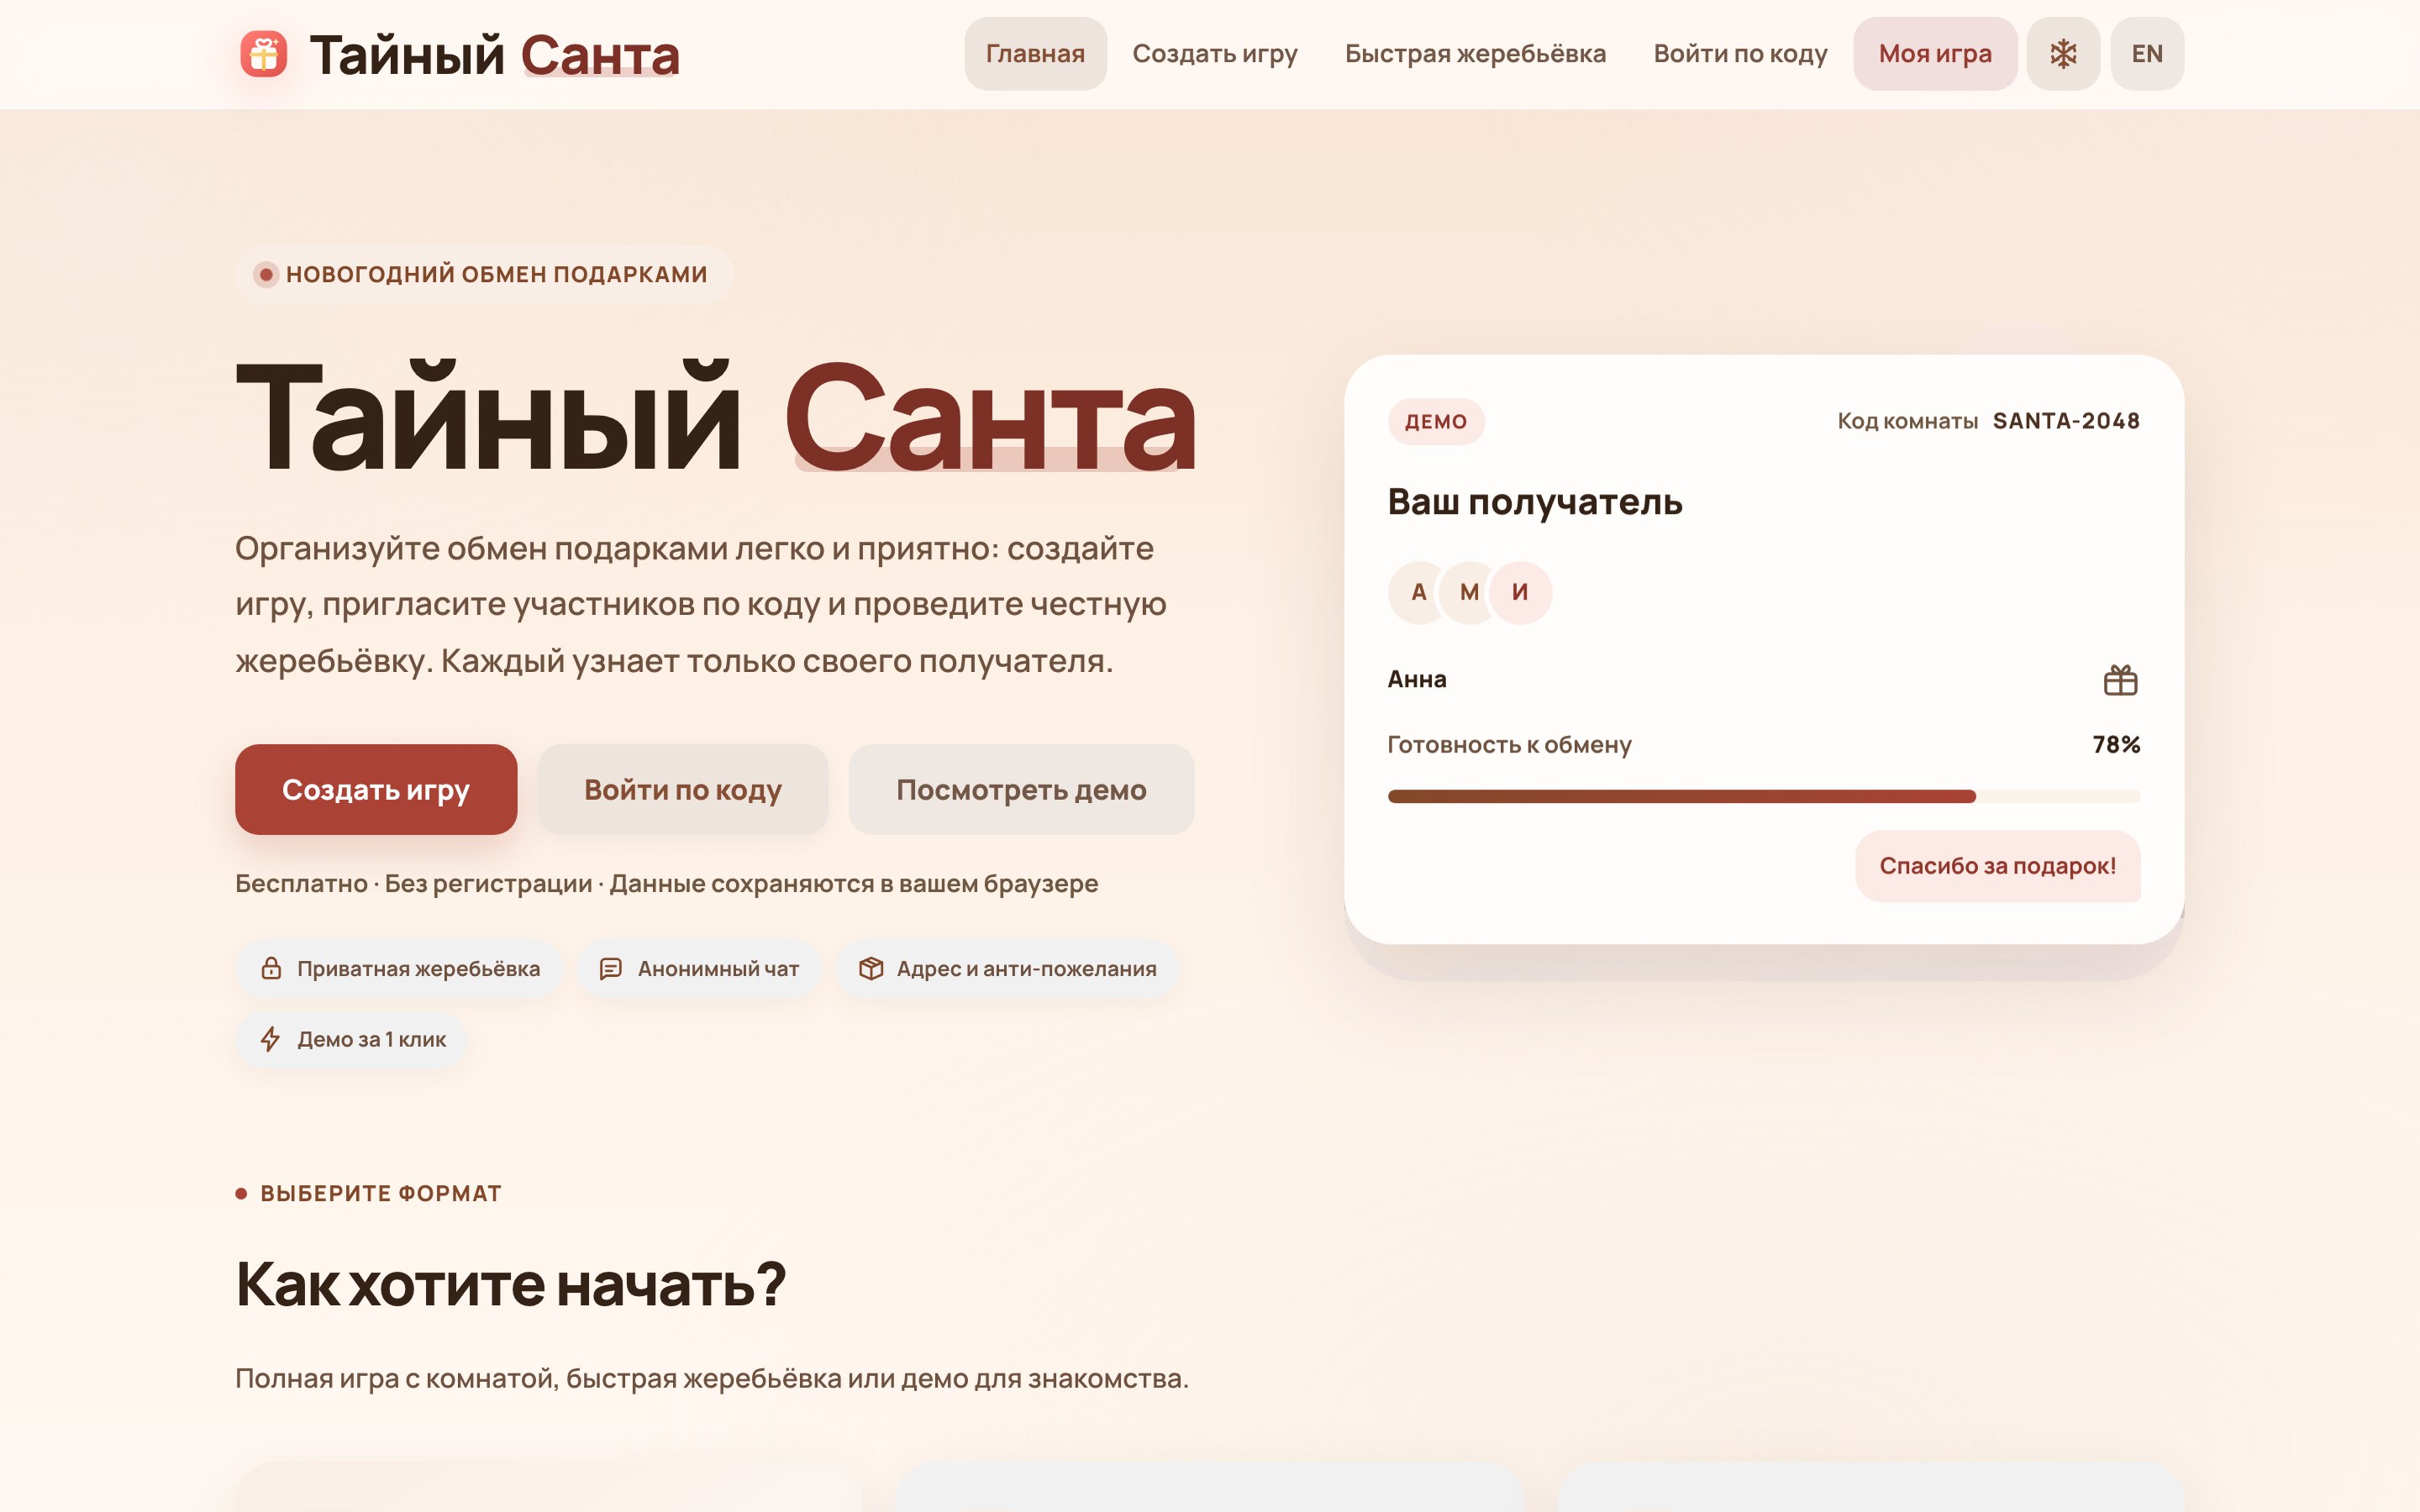 Тайный Санта
Главная
Создать игру
Быстрая жеребьёвка
Войти по коду
Моя игра
EN
НОВОГОДНИЙ ОБМЕН ПОДАРКАМИ
Тайный Санта
Организуйте обмен подарками легко и приятно: создайте
игру, пригласите участников по коду и проведите честную
жеребьёвку. Каждый узнает только своего получателя.
Создать игру
Войти по коду
Посмотреть демо
Бесплатно · Без регистрации · Данные сохраняются в вашем браузере
Приватная жеребьёвка
Анонимный чат
Адрес и анти-пожелания
Демо за 1 клик
ДЕМО
Код комнаты SANTA-2048
Ваш получатель
А
М
И
Анна
Готовность к обмену
78%
Спасибо за подарок!
ВЫБЕРИТЕ ФОРМАТ
Как хотите начать?
Полная игра с комнатой, быстрая жеребьёвка или демо для знакомства.